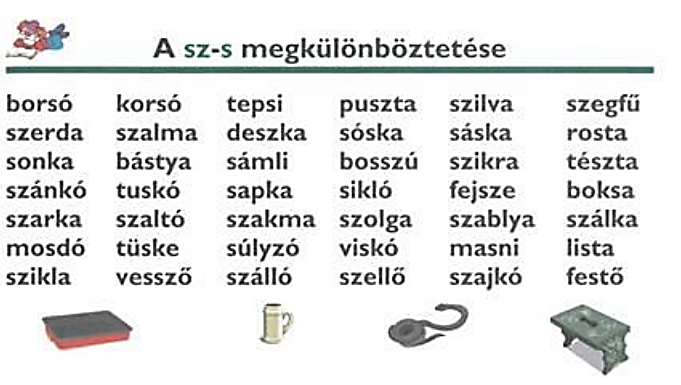 A sz-s megkülönböztetése
borsó korsó tepsi puszta szilva szegfű
szerda szalma deszka sóska sáska rosta
sonka bástya sámli bosszú szikra tészta
szánkó tuskó sapka sikló fejsze boksa
szarka szaltó szakma szolga szablya szálka
mosdó tüske súlyzó viskó masni lista
szikla vessző szálló szellő szajkó festő